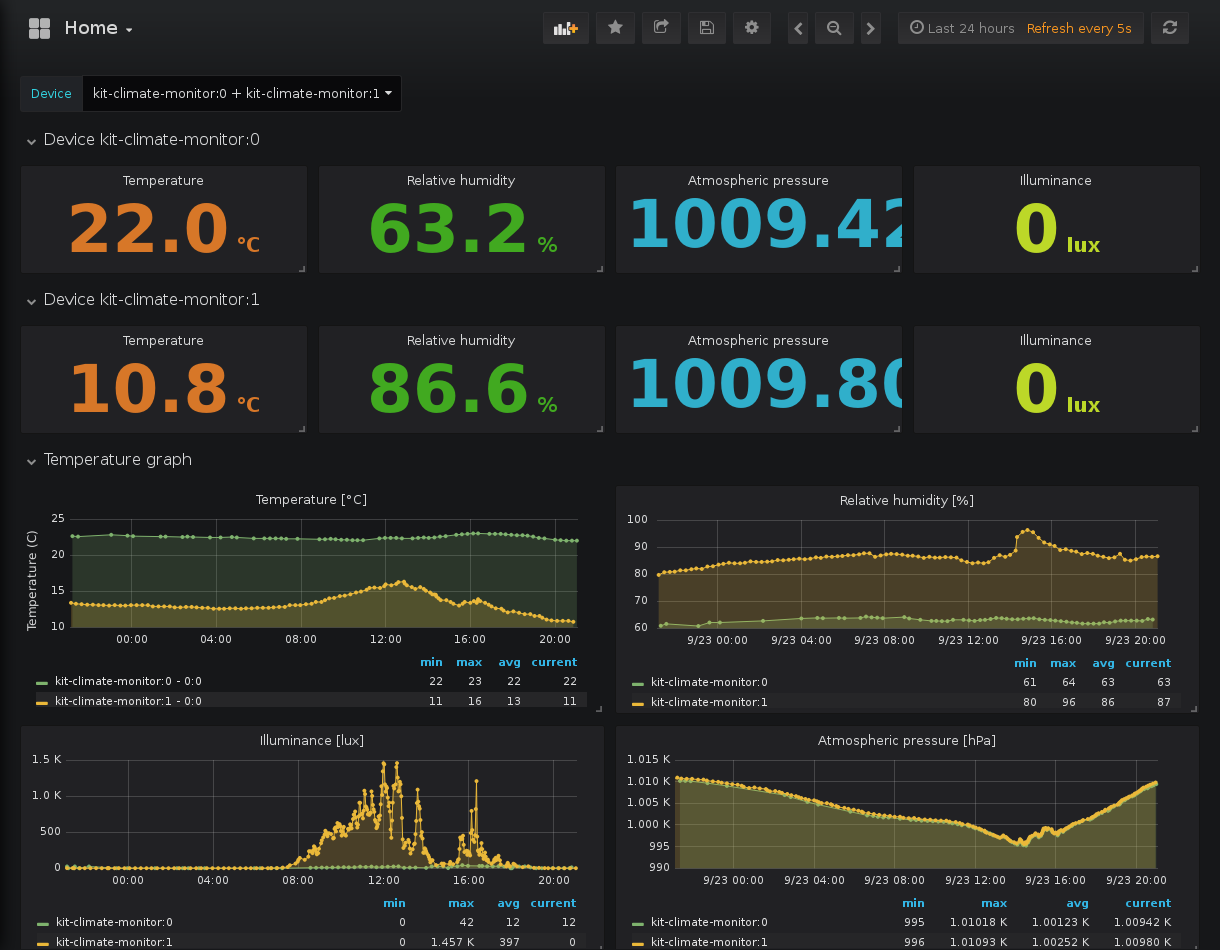 Home
Last 24 hours Refresh every 5s
Device kit-climate-monitor:0 + kit-climate-monitor:1
Device kit-climate-monitor:0
Temperature Relative humidity Atmospheric pressure Illuminance
22.0 °C 63.2 % 1009.42 0 lux
Device kit-climate-monitor:1
Temperature Relative humidity Atmospheric pressure Illuminance
10.8 °C 86.6 % 1009.80 0 lux
Temperature graph
Temperature [°C]
Temperature (C)
25
20
15
10
00:00 04:00 08:00 12:00 16:00 20:00
min max avg current
kit-climate-monitor:0 - 0:0 22 23 22 22
kit-climate-monitor:1 - 0:0 11 16 13 11
Relative humidity [%]
100
90
80
70
60
9/23 00:00 9/23 04:00 9/23 08:00 9/23 12:00 9/23 16:00 9/23 20:00
min max avg current
kit-climate-monitor:0 61 64 63 63
kit-climate-monitor:1 80 96 86 87
Illuminance [lux]
1.5 K
1.0 K
500
0
00:00 04:00 08:00 12:00 16:00 20:00
min max avg current
kit-climate-monitor:0 0 42 12 12
kit-climate-monitor:1 0 1.457 K 397 0
Atmospheric pressure [hPa]
1.015 K
1.010 K
1.005 K
1.000 K
995
990
9/23 00:00 9/23 04:00 9/23 08:00 9/23 12:00 9/23 16:00 9/23 20:00
min max avg current
kit-climate-monitor:0 995 1.01018 K 1.00123 K 1.00942 K
kit-climate-monitor:1 996 1.01093 K 1.00252 K 1.00980 K